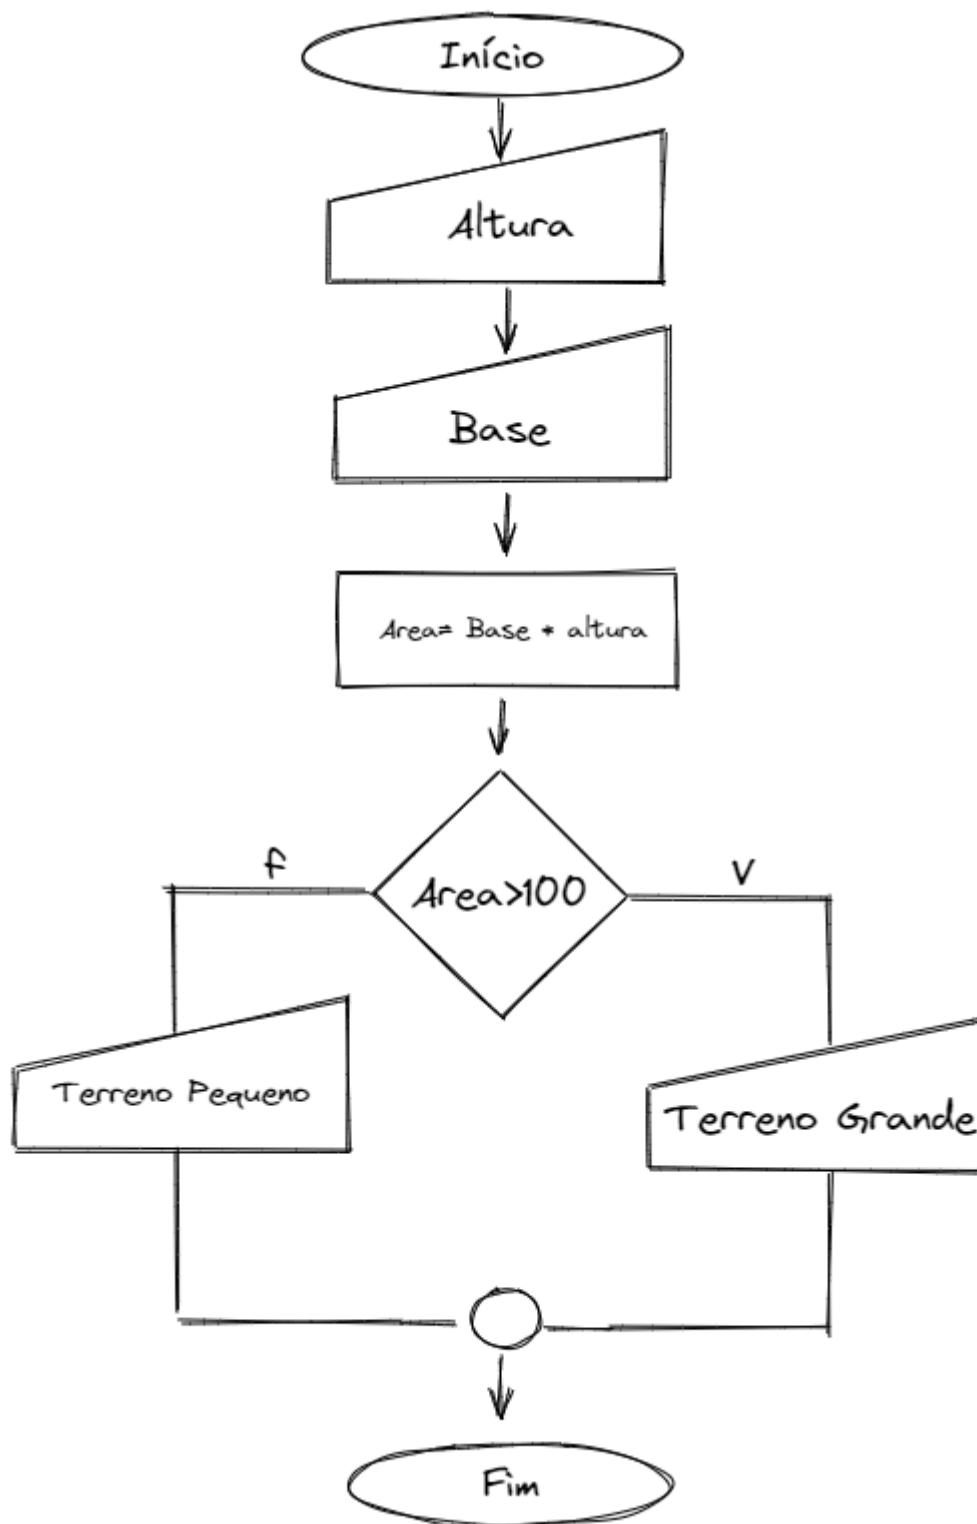 Início
Altura
Base
Area= Base * altura
F
V
Area>100
Terreno Pequeno
Terreno Grande
Fim